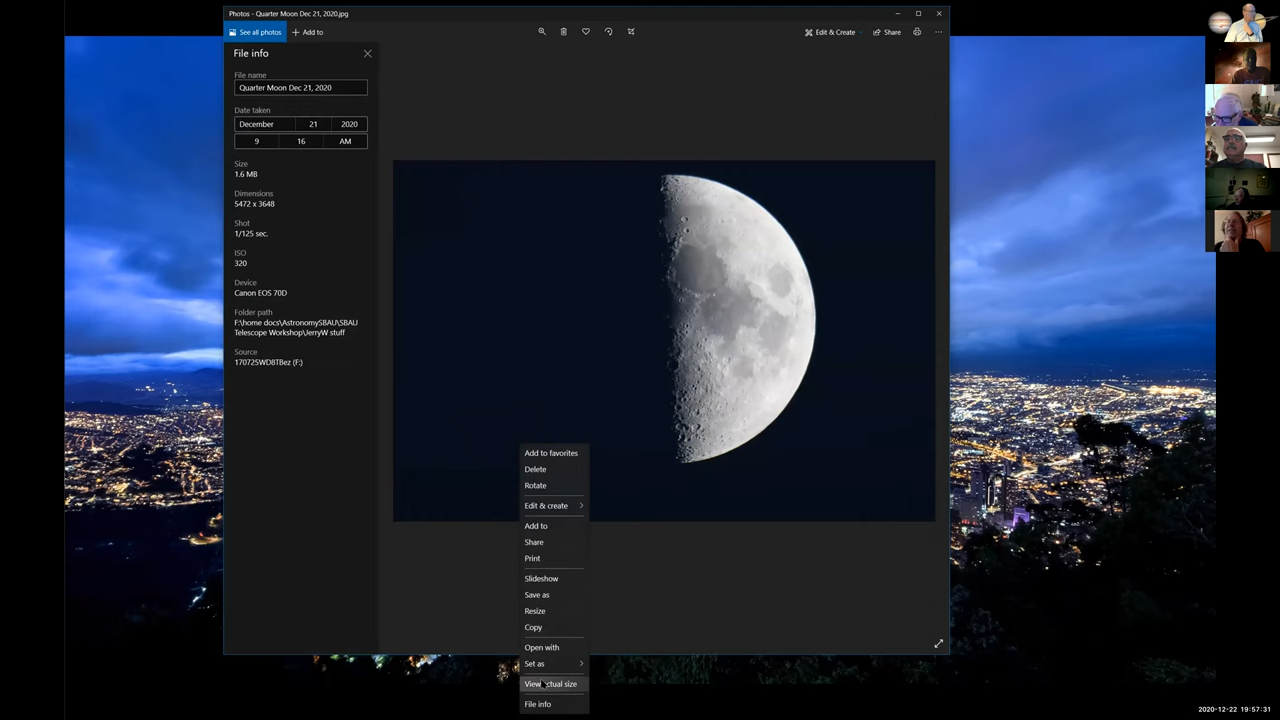 Photos - Quarter Moon Dec 21, 2020.jpg
See all photos
Add to
Edit & Create
Share
File info
File name
Quarter Moon Dec 21, 2020
Date taken
December 21 2020
9 16 AM
Size
1.6 MB
Dimensions
5472 x 3648
Shot
1/125 sec.
ISO
320
Device
Canon EOS 70D
Folder path
F:\home docs\AstronomySBAU\SBAU
Telescope Workshop\JerryW stuff
Source
170725WD8TBez (F:)
Add to favorites
Delete
Rotate
Edit & create
Add to
Share
Print
Slideshow
Save as
Resize
Copy
Open with
Set as
View actual size
File info
2020-12-22 19:57:31